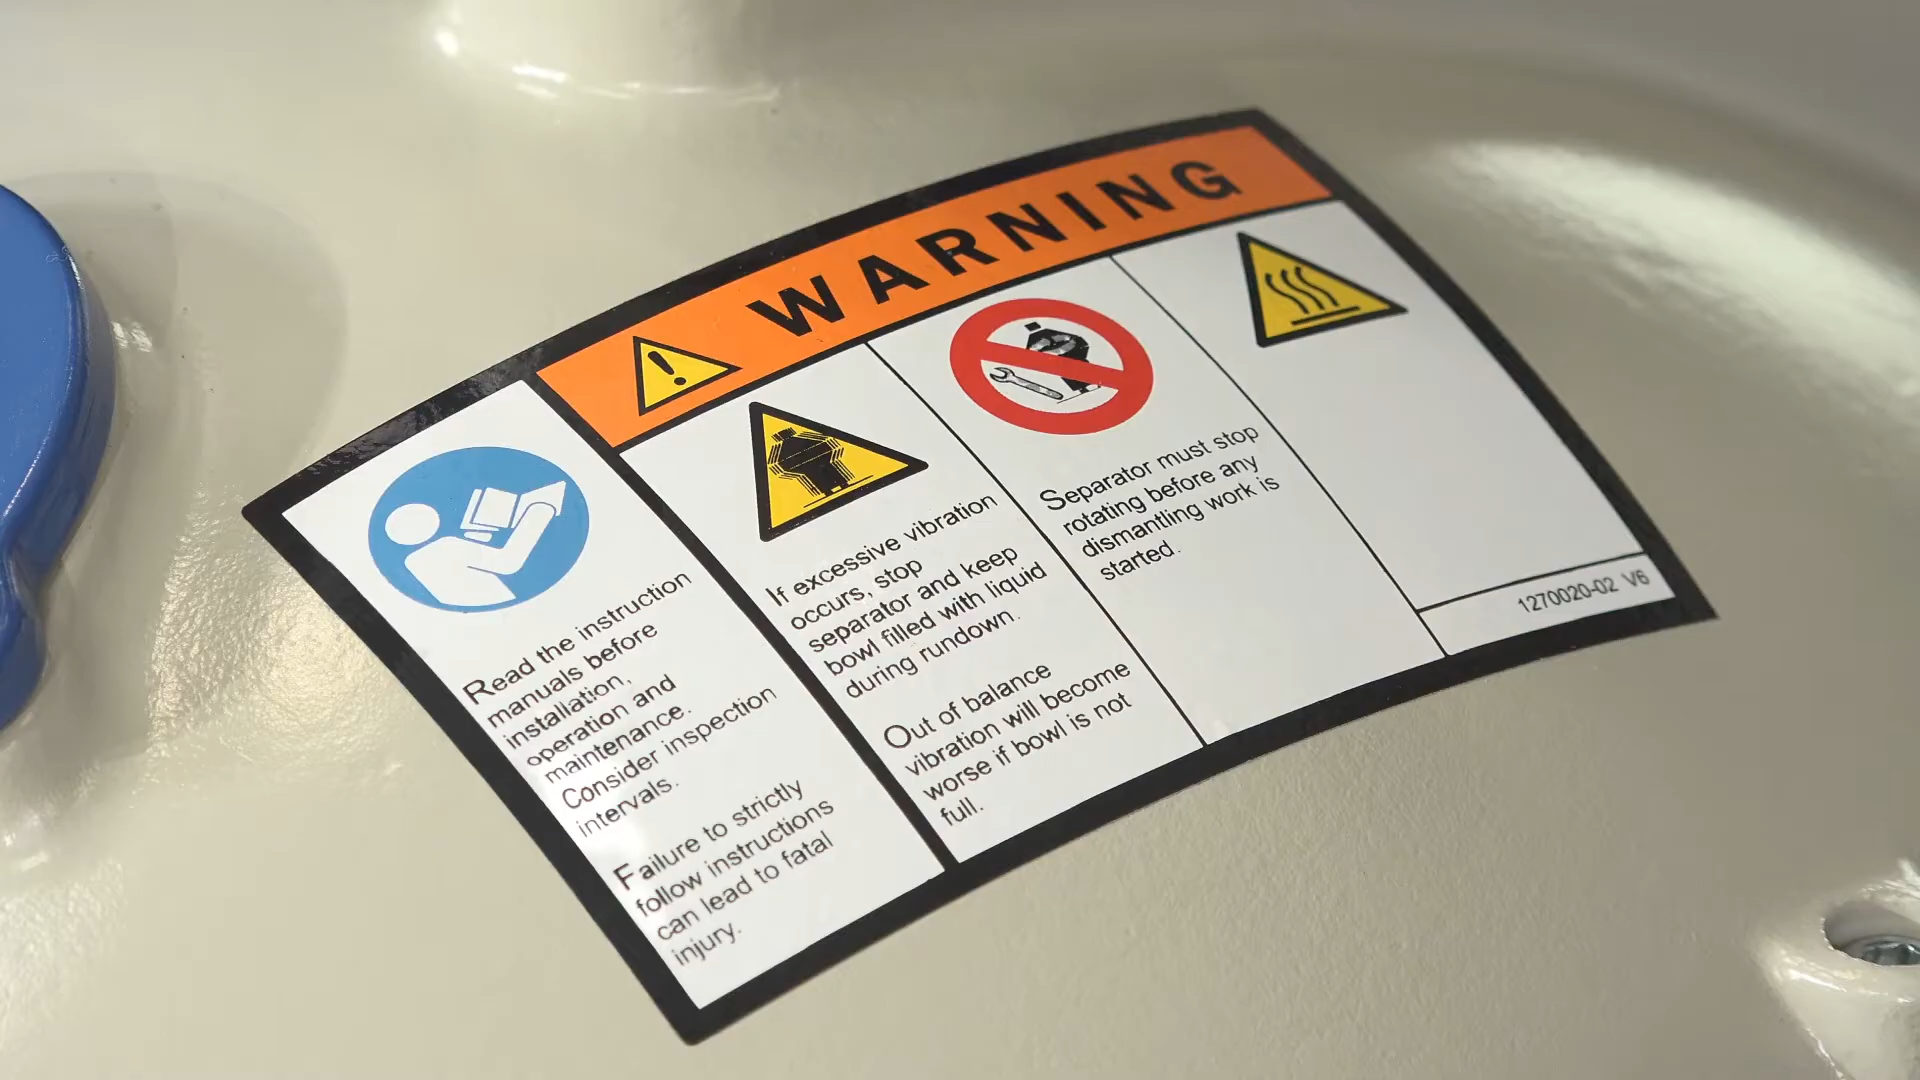 WARNING
Read the instruction
manuals before
installation,
operation and
maintenance.
Consider inspection
intervals.
Failure to strictly
follow instructions
can lead to fatal
injury.
If excessive vibration
occurs, stop
separator and keep
bowl filled with liquid
during rundown.
Out of balance
vibration will become
worse if bowl is not
full.
Separator must stop
rotating before any
dismantling work is
started.
1270020-02 V6